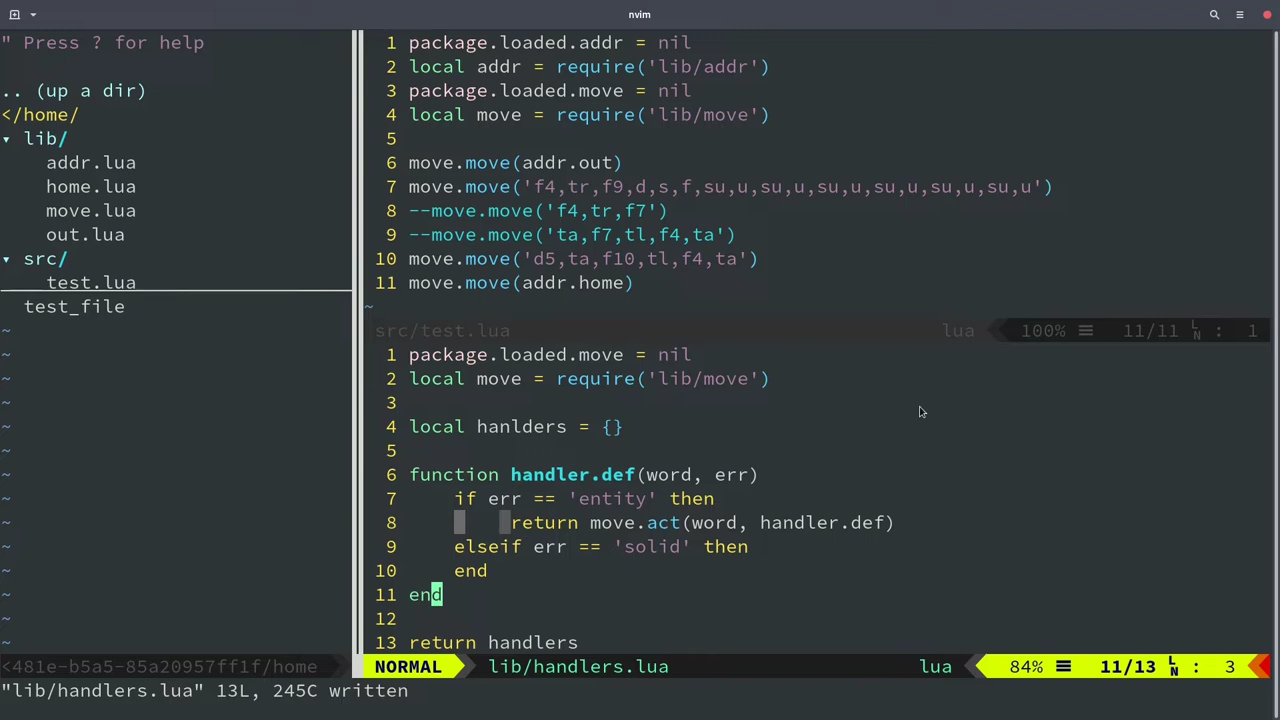 nvim
" Press ? for help
.. (up a dir)
</home/
▾ lib/
addr.lua
home.lua
move.lua
out.lua
▾ src/
test.lua
test_file
~
~
~
~
~
~
~
~
~
~
~
~
~
~
<481e-b5a5-85a20957ff1f/home
1 package.loaded.addr = nil
2 local addr = require('lib/addr')
3 package.loaded.move = nil
4 local move = require('lib/move')
5
6 move.move(addr.out)
7 move.move('f4,tr,f9,d,s,f,su,u,su,u,su,u,su,u,su,u,su,u')
8 --move.move('f4,tr,f7')
9 --move.move('ta,f7,tl,f4,ta')
10 move.move('d5,ta,f10,tl,f4,ta')
11 move.move(addr.home)
~
src/test.lua lua 100% ☰ 11/11 LN : 1
1 package.loaded.move = nil
2 local move = require('lib/move')
3
4 local hanlders = {}
5
6 function handler.def(word, err)
7 if err == 'entity' then
8 return move.act(word, handler.def)
9 elseif err == 'solid' then
10 end
11 end
12
13 return handlers
NORMAL lib/handlers.lua lua 84% ☰ 11/13 LN : 3
"lib/handlers.lua" 13L, 245C written